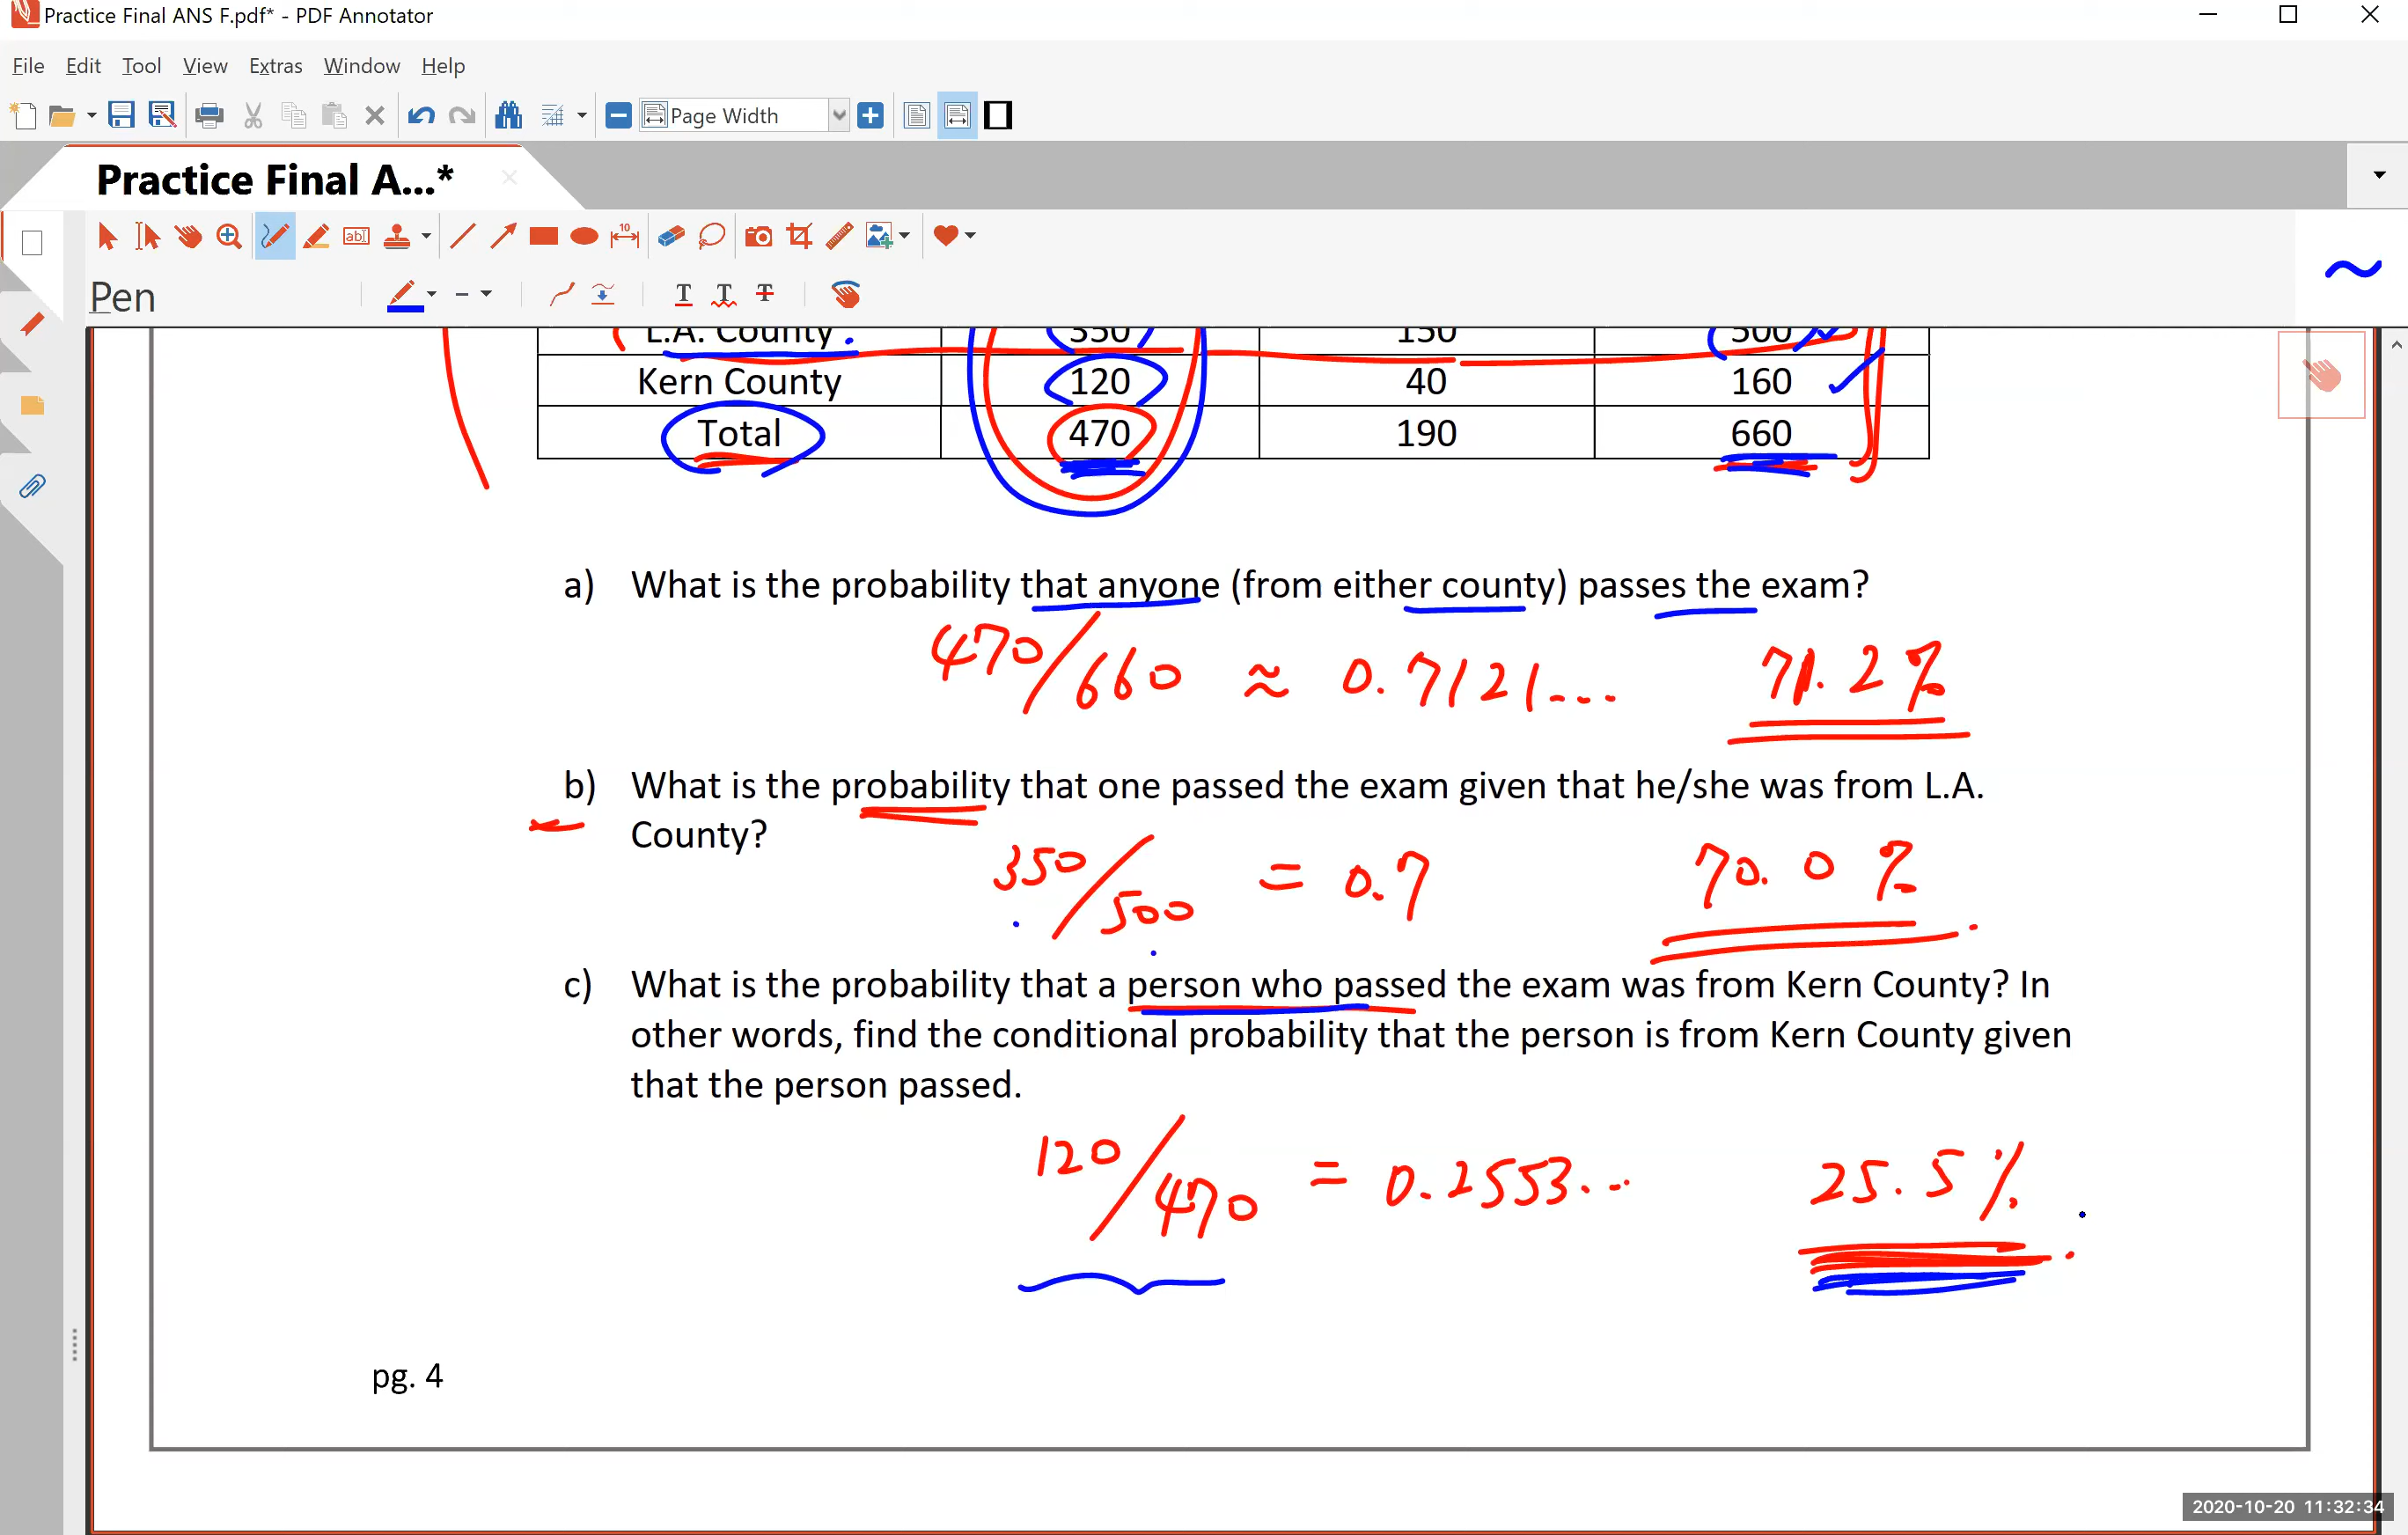 Practice Final ANS F.pdf* - PDF Annotator
File Edit Tool View Extras Window Help
Page Width
Practice Final A...*
Pen
L.A. County 350 150 500
Kern County 120 40 160
Total 470 190 660
a) What is the probability that anyone (from either county) passes the exam?
470/660 ≈ 0.7121... 71.2%
b) What is the probability that one passed the exam given that he/she was from L.A.
County?
350/500 = 0.7 70.0%
c) What is the probability that a person who passed the exam was from Kern County? In
other words, find the conditional probability that the person is from Kern County given
that the person passed.
120/470 = 0.2553... 25.5%
pg. 4
2020-10-20 11:32:34